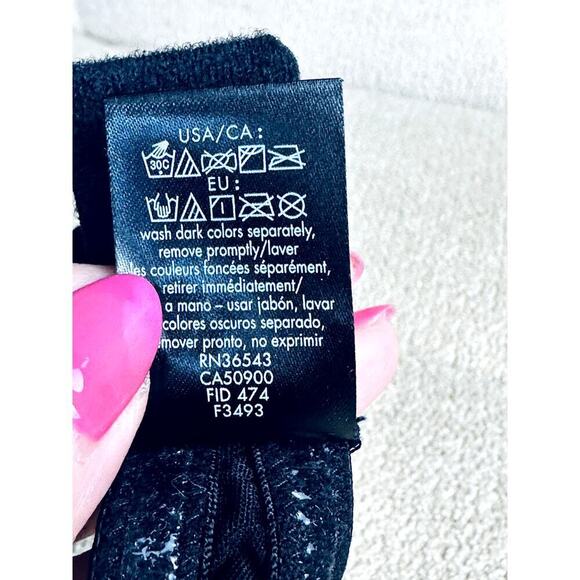 USA/CA :
30C
EU :
wash dark colors separately,
remove promptly/laver
les couleurs foncées séparément,
retirer immédiatement/
a mano – usar jabón, lavar
colores oscuros separado,
remover pronto, no exprimir
RN36543
CA50900
FID 474
F3493